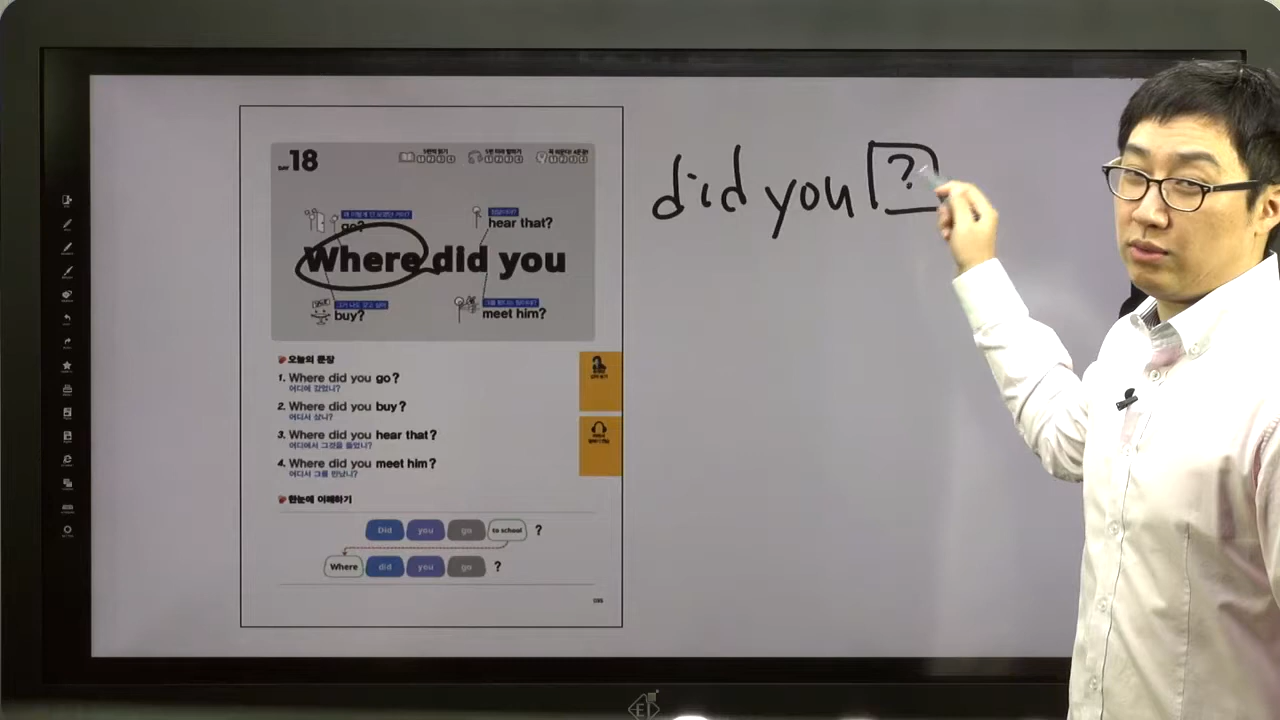 DAY 18
did you ?
go?
hear that?
Where did you
buy?
meet him?
오늘의 문장
1. Where did you go?
어디에 갔었니?
2. Where did you buy?
어디서 샀니?
3. Where did you hear that?
어디에서 그것을 들었니?
4. Where did you meet him?
어디서 그를 만났니?
한눈에 이해하기
Did you go to school ?
Where did you go ?